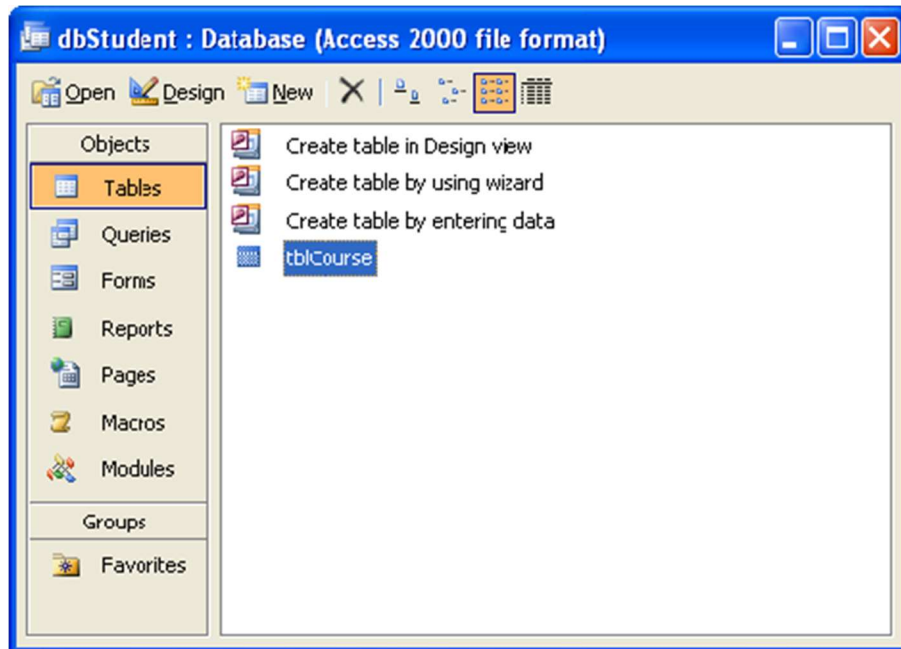 dbStudent : Database (Access 2000 file format)
Open Design New
Objects
Tables
Queries
Forms
Reports
Pages
Macros
Modules
Groups
Favorites
Create table in Design view
Create table by using wizard
Create table by entering data
tblCourse